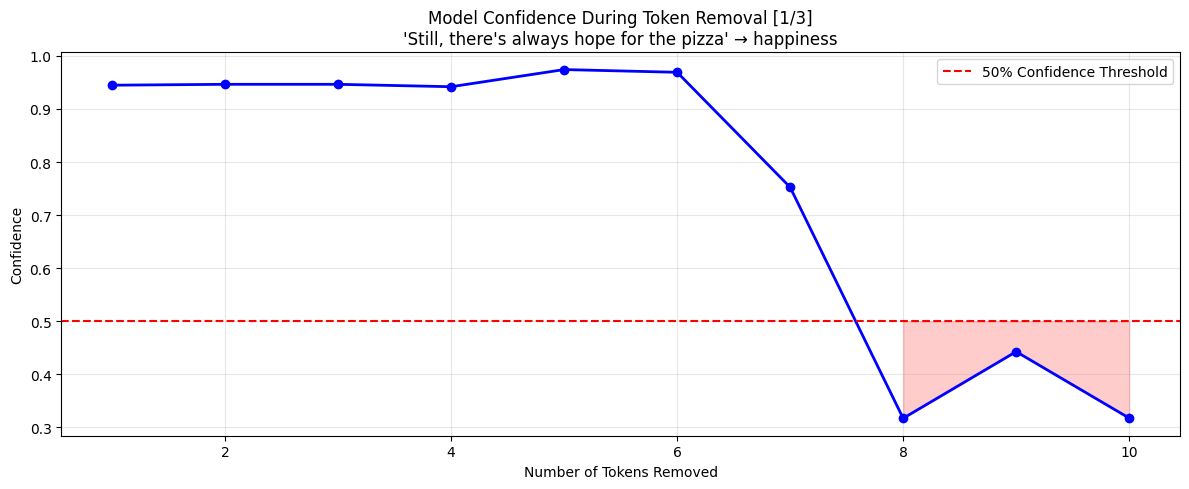 Model Confidence During Token Removal [1/3]
'Still, there's always hope for the pizza' → happiness
50% Confidence Threshold
Confidence
1.0
0.9
0.8
0.7
0.6
0.5
0.4
0.3
2 4 6 8 10
Number of Tokens Removed